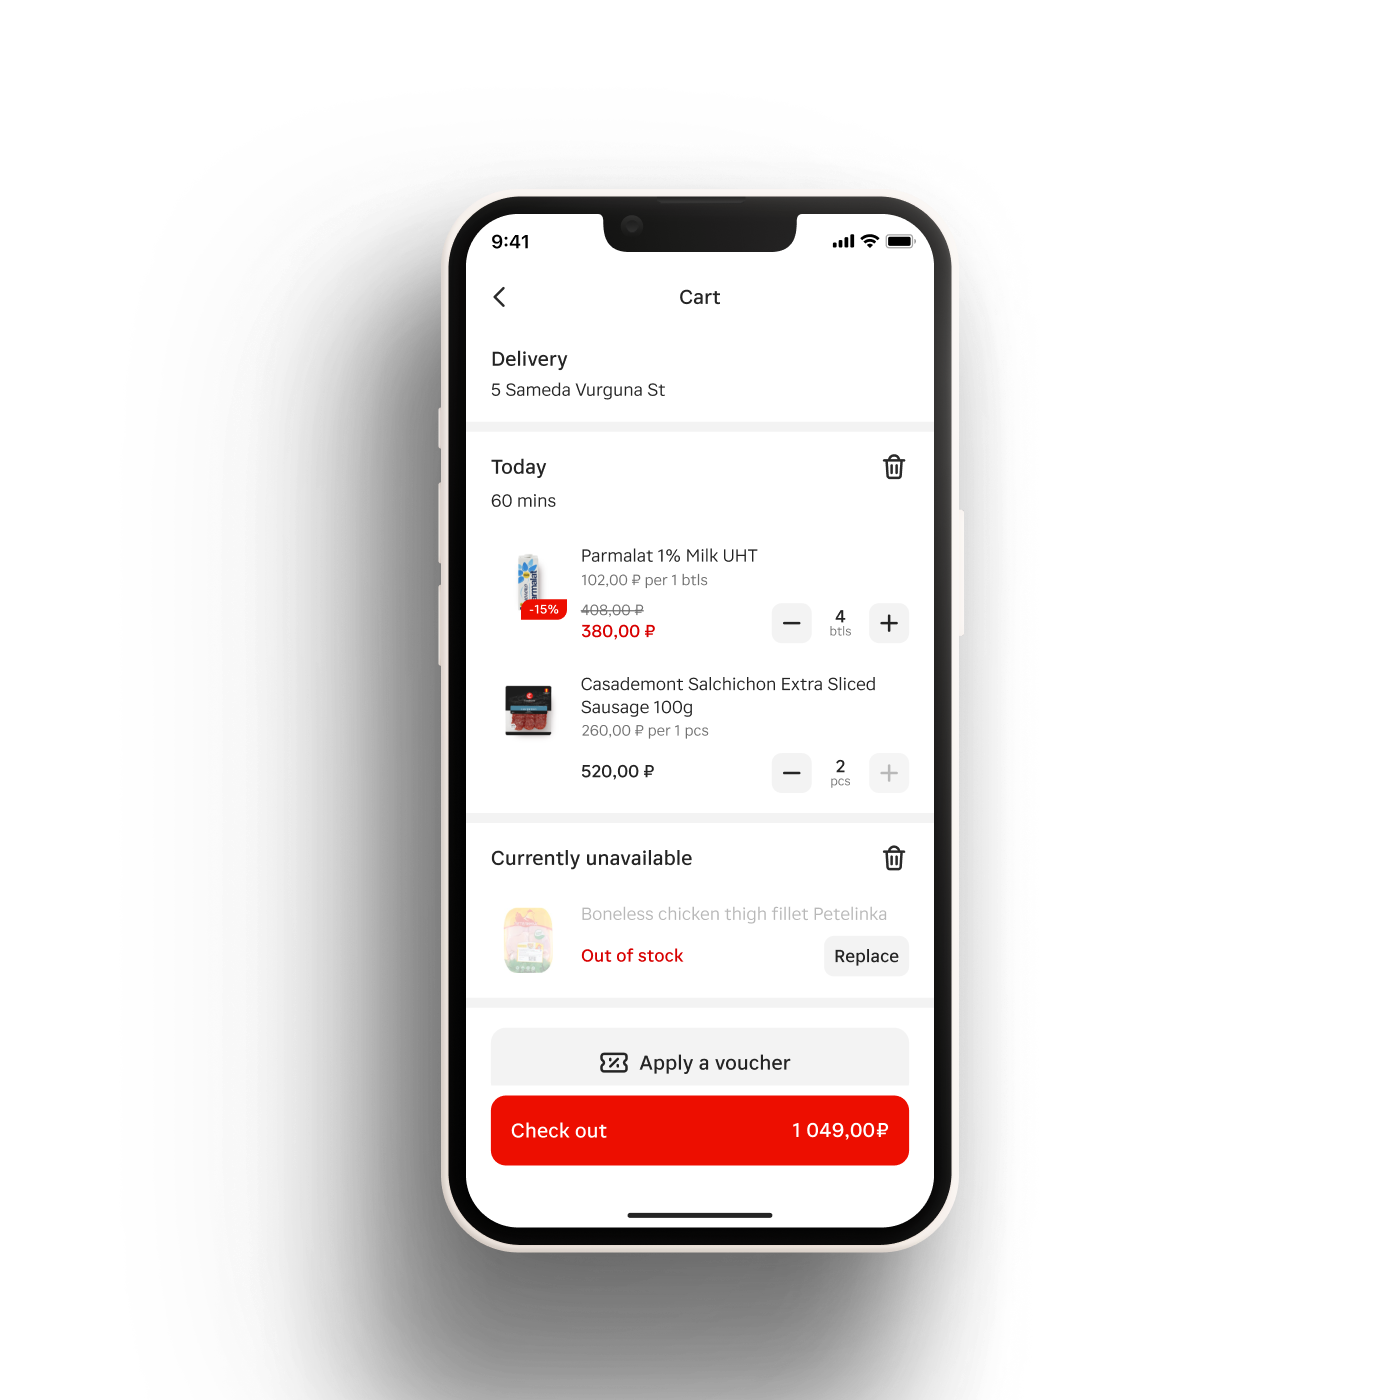 9:41
Cart
Delivery
5 Sameda Vurguna St
Today
60 mins
Parmalat 1% Milk UHT
102,00 ₽ per 1 btls
-15%
408,00 ₽
380,00 ₽
4
btls
Casademont Salchichon Extra Sliced
Sausage 100g
260,00 ₽ per 1 pcs
520,00 ₽
2
pcs
Currently unavailable
Boneless chicken thigh fillet Petelinka
Out of stock
Replace
Apply a voucher
Check out 1 049,00₽